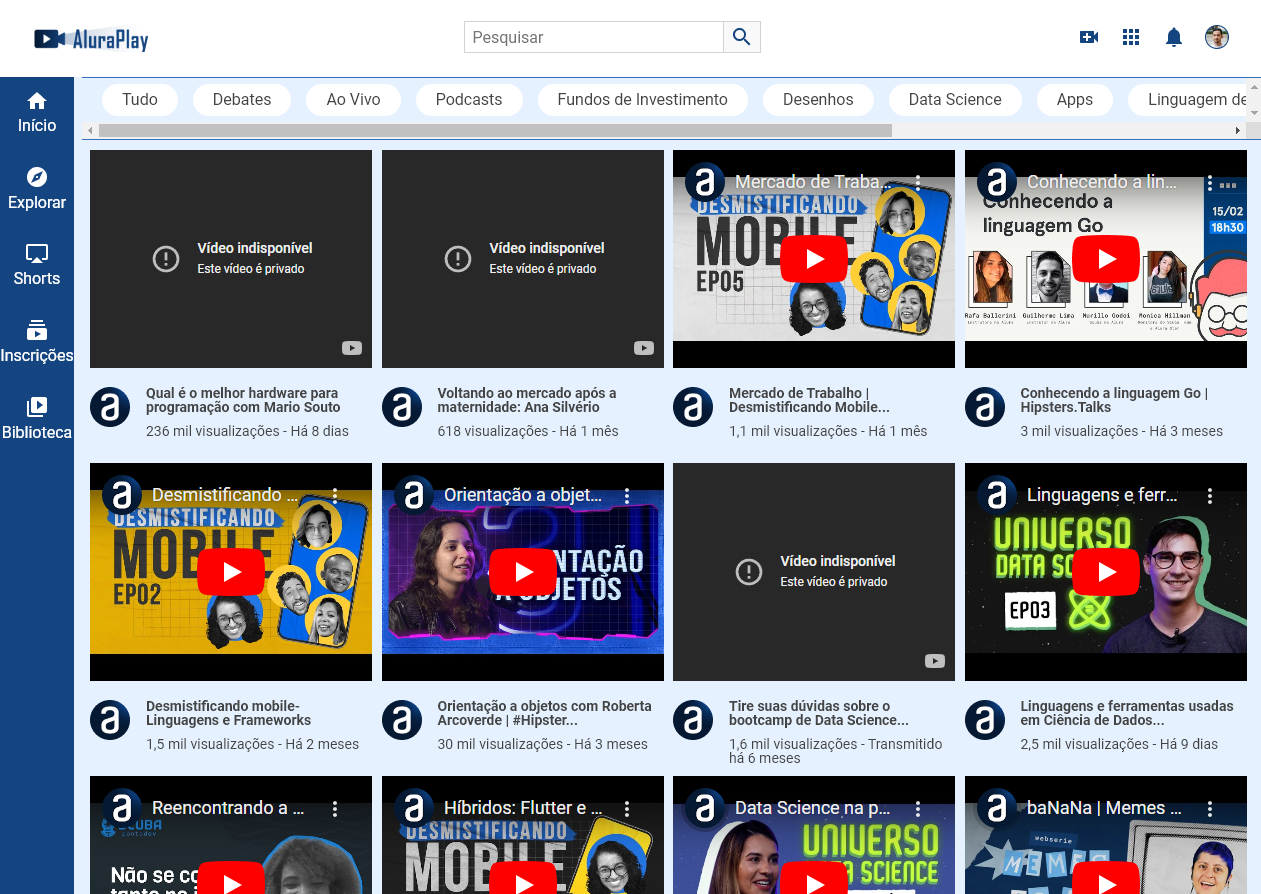 AluraPlay
Pesquisar
Início
Explorar
Shorts
Inscrições
Biblioteca
Tudo
Debates
Ao Vivo
Podcasts
Fundos de Investimento
Desenhos
Data Science
Apps
Linguagem de
Vídeo indisponível
Este vídeo é privado
Vídeo indisponível
Este vídeo é privado
a
Mercado de Traba...
DESMISTIFICANDO
MOBILE
EP05
a
Conhecendo a lin...
Conhecendo a
linguagem Go
15/02
18h30
Rafa Ballerini
Guilherme Lima
Murillo Godoi
Monica Hillman
a
Qual é o melhor hardware para
programação com Mario Souto
236 mil visualizações - Há 8 dias
a
Voltando ao mercado após a
maternidade: Ana Silvério
618 visualizações - Há 1 mês
a
Mercado de Trabalho |
Desmistificando Mobile...
1,1 mil visualizações - Há 1 mês
a
Conhecendo a linguagem Go |
Hipsters.Talks
3 mil visualizações - Há 3 meses
a
Desmistificando ...
DESMISTIFICANDO
MOBILE
EP02
a
Orientação a objet...
NTAÇÃO
A OBJETOS
Vídeo indisponível
Este vídeo é privado
a
Linguagens e ferr...
UNIVERSO
DATA SC
EP03
a
Desmistificando mobile-
Linguagens e Frameworks
1,5 mil visualizações - Há 2 meses
a
Orientação a objetos com Roberta
Arcoverde | #Hipster...
30 mil visualizações - Há 3 meses
a
Tire suas dúvidas sobre o
bootcamp de Data Science...
1,6 mil visualizações - Transmitido
há 6 meses
a
Linguagens e ferramentas usadas
em Ciência de Dados...
2,5 mil visualizações - Há 9 dias
a
Reencontrando a ...
Não se co
a
Híbridos: Flutter e ...
DESMISTIFICANDO
MOBILE
a
Data Science na p...
UNIVERSO
DATA SCIENCE
a
baNaNa | Memes ...
webserie
MEMES